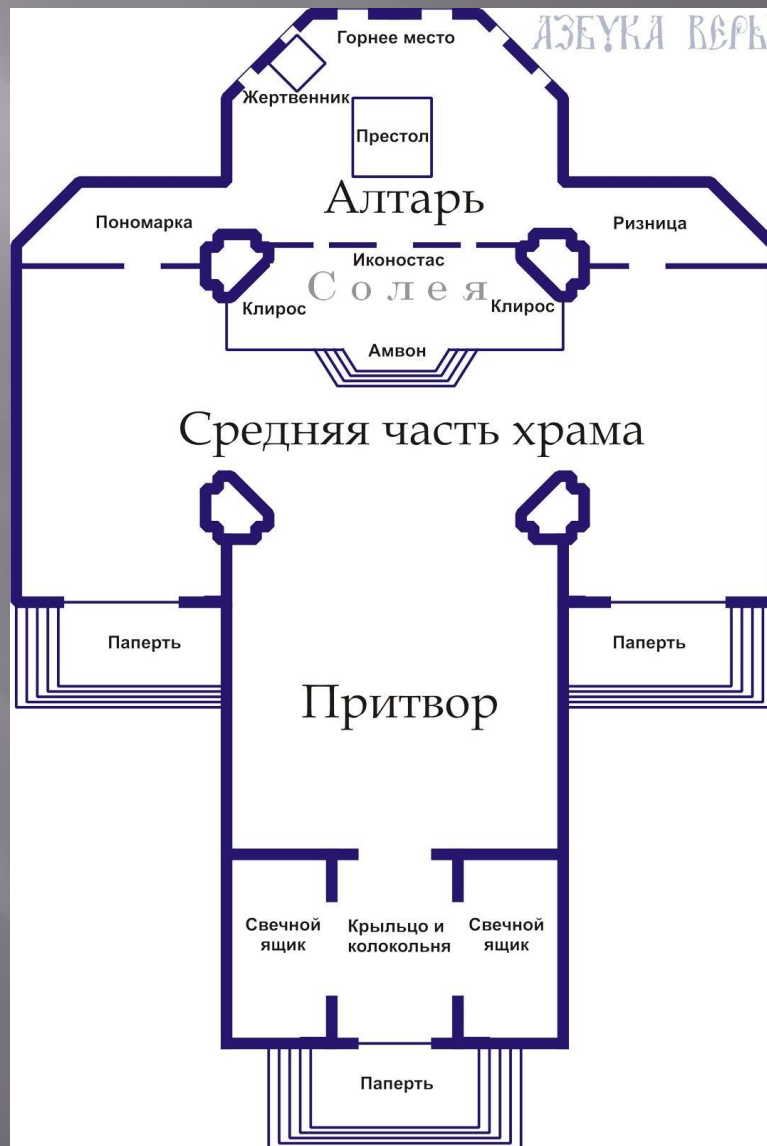 АЗБУКА ВЕРЫ
Горнее место
Жертвенник
Престол
Алтарь
Пономарка
Ризница
Иконостас
Солея
Клирос
Клирос
Амвон
Средняя часть храма
Паперть
Паперть
Притвор
Свечной
ящик
Крыльцо и
колокольня
Свечной
ящик
Паперть